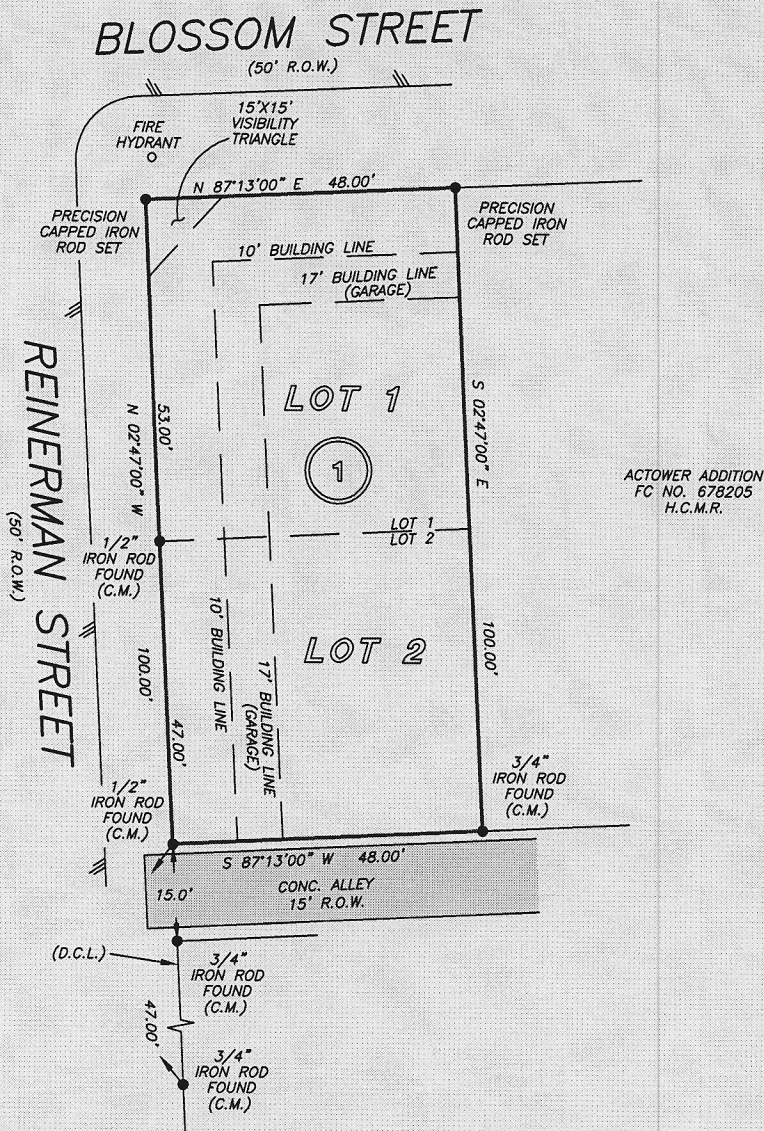 BLOSSOM STREET
(50' R.O.W.)
15'X15'
VISIBILITY
TRIANGLE
FIRE
HYDRANT
N 87°13'00" E 48.00'
PRECISION
CAPPED IRON
ROD SET
PRECISION
CAPPED IRON
ROD SET
10' BUILDING LINE
17' BUILDING LINE
(GARAGE)
REINERMAN STREET
(50' R.O.W.)
N 02°47'00" W
53.00'
LOT 1
1
S 02°47'00" E
ACTOWER ADDITION
FC NO. 678205
H.C.M.R.
LOT 1
LOT 2
1/2"
IRON ROD
FOUND
(C.M.)
LOT 2
10' BUILDING LINE
17' BUILDING LINE
(GARAGE)
100.00'
100.00'
47.00'
1/2"
IRON ROD
FOUND
(C.M.)
3/4"
IRON ROD
FOUND
(C.M.)
S 87°13'00" W 48.00'
15.0'
CONC. ALLEY
15' R.O.W.
(D.C.L.)
3/4"
IRON ROD
FOUND
(C.M.)
47.00'
3/4"
IRON ROD
FOUND
(C.M.)